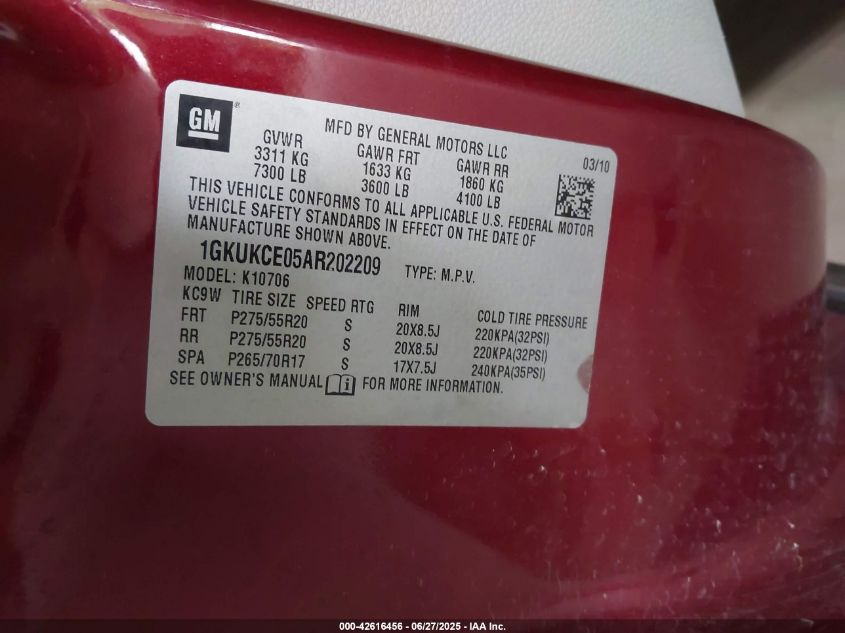 GM
MFD BY GENERAL MOTORS LLC
03/10
GVWR GAWR FRT GAWR RR
3311 KG 1633 KG 1860 KG
7300 LB 3600 LB 4100 LB
THIS VEHICLE CONFORMS TO ALL APPLICABLE U.S. FEDERAL MOTOR
VEHICLE SAFETY STANDARDS IN EFFECT ON THE DATE OF
MANUFACTURE SHOWN ABOVE.
1GKUKCE05AR202209 TYPE: M.P.V.
MODEL: K10706
KC9W TIRE SIZE SPEED RTG RIM COLD TIRE PRESSURE
FRT P275/55R20 S 20X8.5J 220KPA(32PSI)
RR P275/55R20 S 20X8.5J 220KPA(32PSI)
SPA P265/70R17 S 17X7.5J 240KPA(35PSI)
SEE OWNER'S MANUAL FOR MORE INFORMATION.
000-42616456 - 06/27/2025 - IAA Inc.